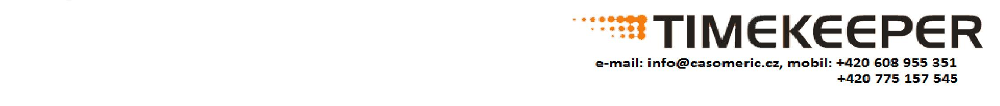 TIMEKEEPER
e-mail: info@casomeric.cz, mobil: +420 608 955 351
+420 775 157 545